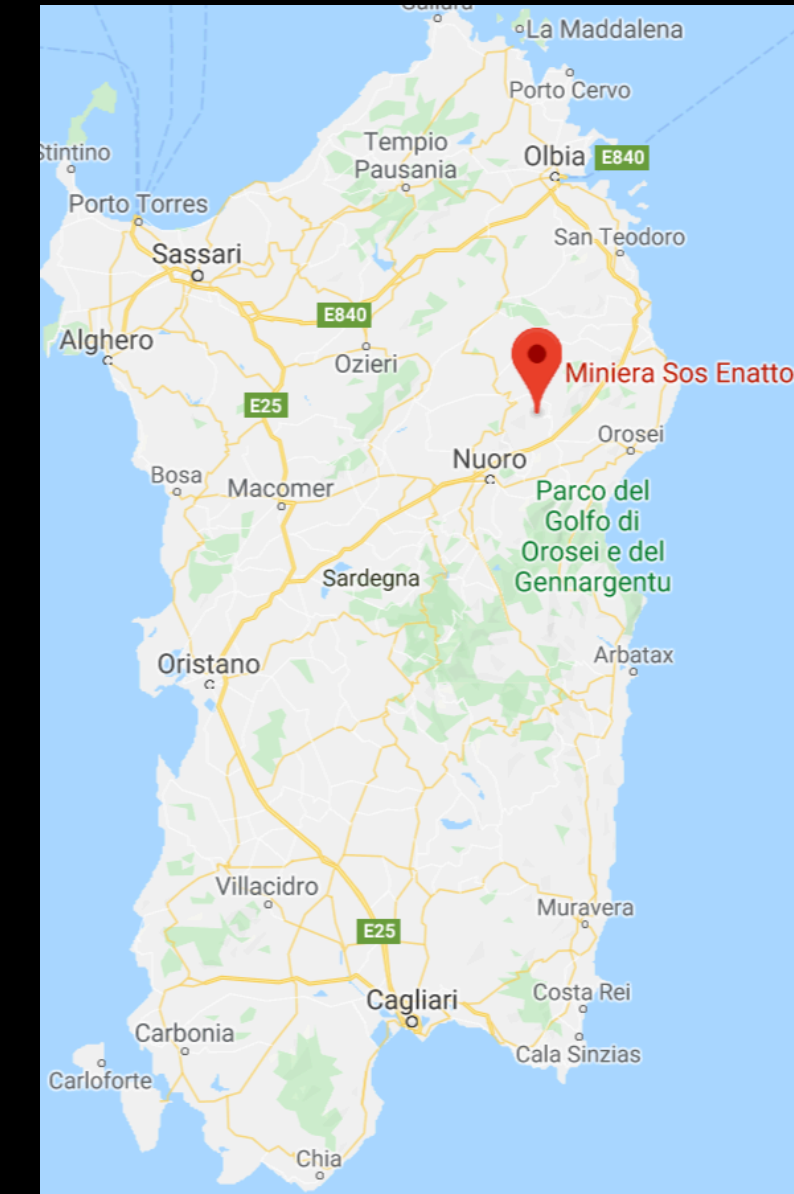 La Maddalena
Porto Cervo
Tempio
Pausania
Olbia
E840
Stintino
Porto Torres
San Teodoro
Sassari
E840
Alghero
Ozieri
Miniera Sos Enatto
E25
Orosei
Nuoro
Bosa
Macomer
Parco del
Golfo di
Orosei e del
Gennargentu
Sardegna
Oristano
Arbatax
Villacidro
Muravera
E25
Cagliari
Costa Rei
Carbonia
Cala Sinzias
Carloforte
Chia